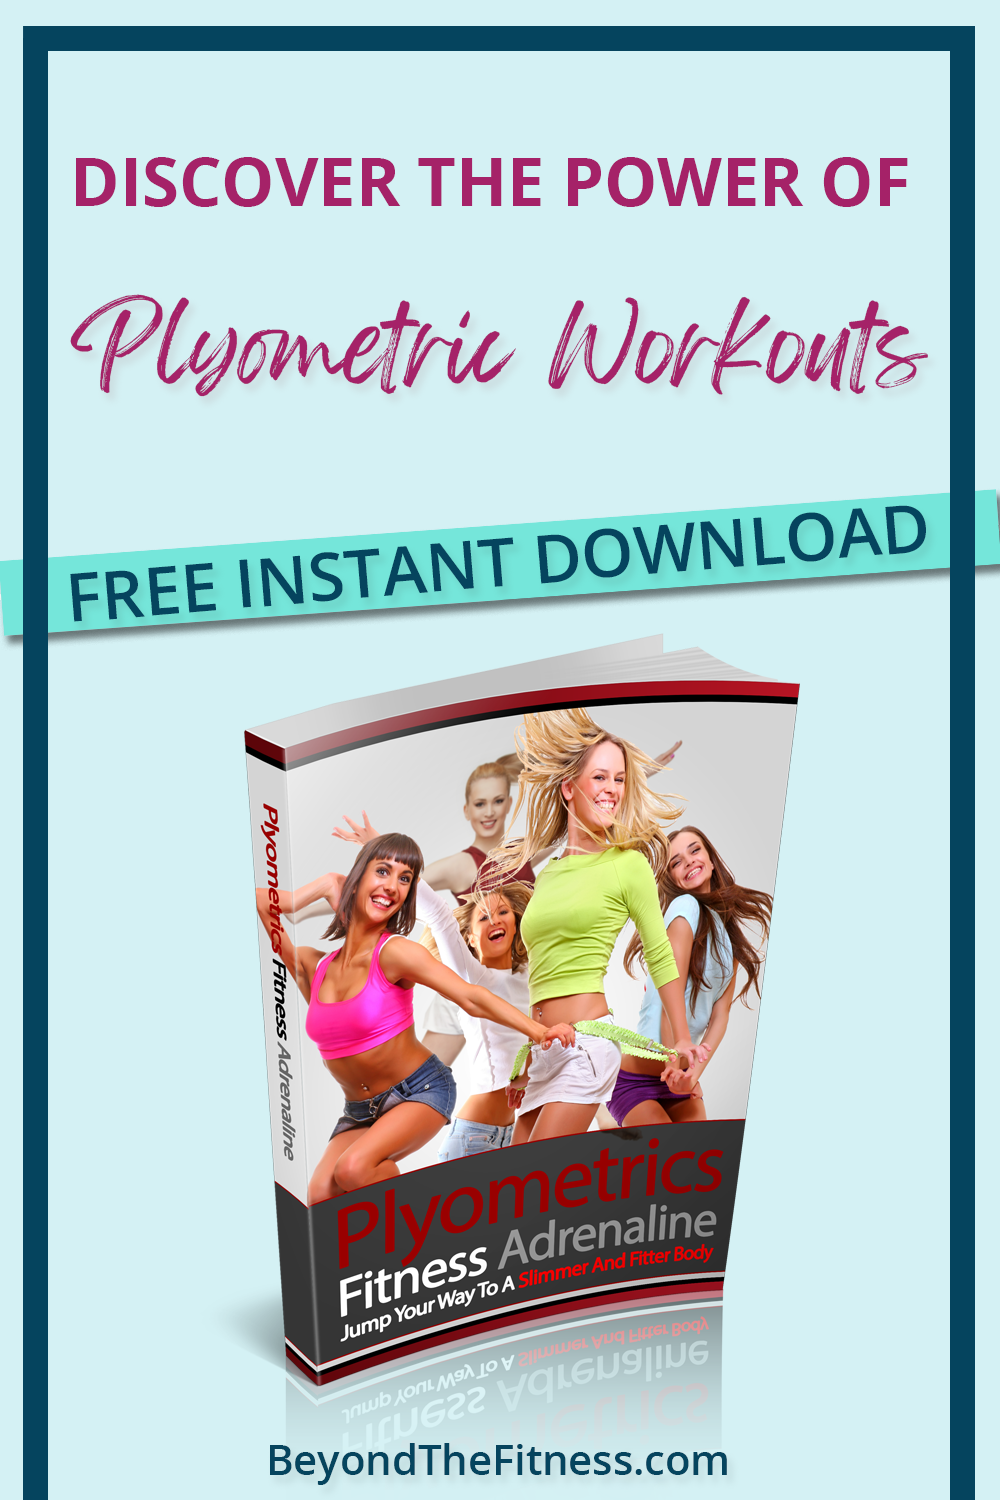 DISCOVER THE POWER OF
Plyometric Workouts
FREE INSTANT DOWNLOAD
Plyometrics Fitness Adrenaline
Plyometrics
Fitness Adrenaline
Jump Your Way To A Slimmer And Fitter Body
BeyondTheFitness.com